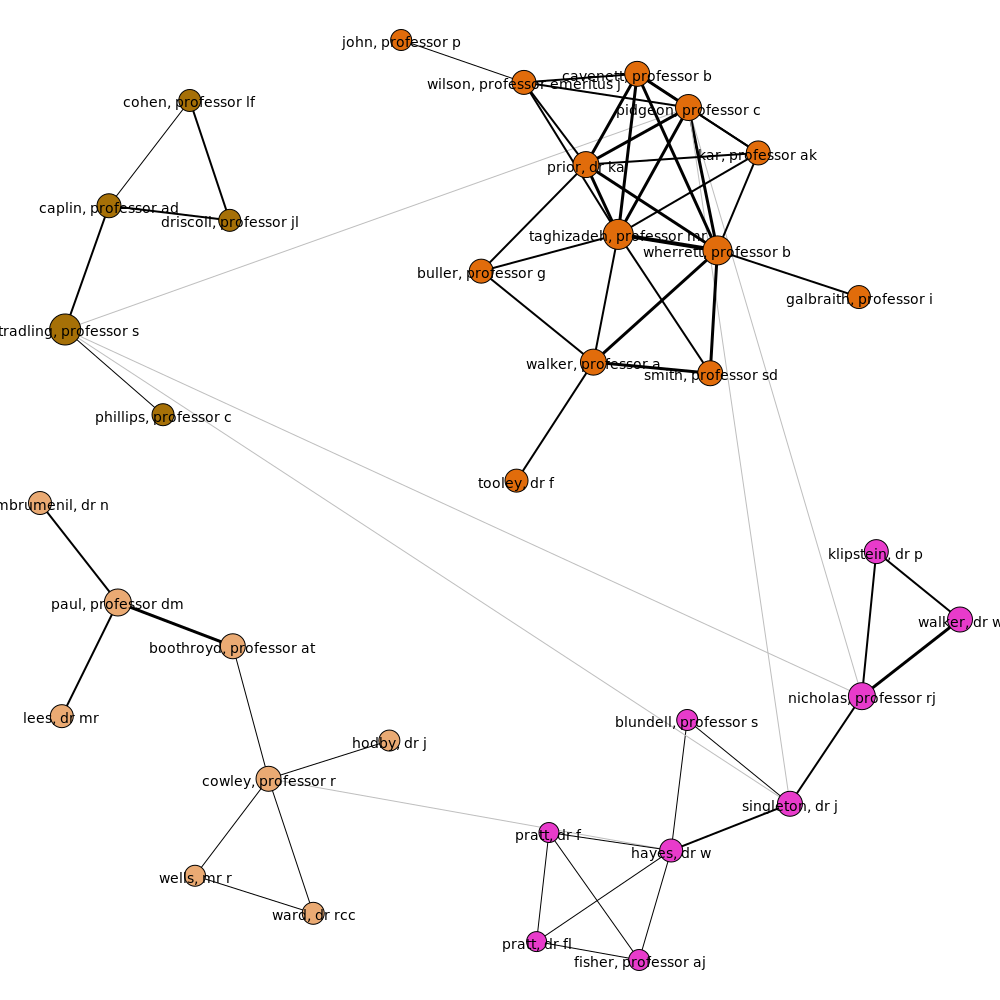 john, professor p
cavenett, professor b
wilson, professor emeritus j
cohen, professor lf
pidgeon, professor c
kar, professor ak
prior, dr ka
caplin, professor ad
driscoll, professor jl
taghizadeh, professor mr
wherrett, professor b
buller, professor g
galbraith, professor i
tradling, professor s
walker, professor a
smith, professor sd
phillips, professor c
tooley, dr f
mbrumenil, dr n
klipstein, dr p
paul, professor dm
walker, dr w
boothroyd, professor at
nicholas, professor rj
lees, dr mr
blundell, professor s
hodby, dr j
cowley, professor r
singleton, dr j
pratt, dr f
hayes, dr w
wells, mr r
ward, dr rcc
pratt, dr fl
fisher, professor aj